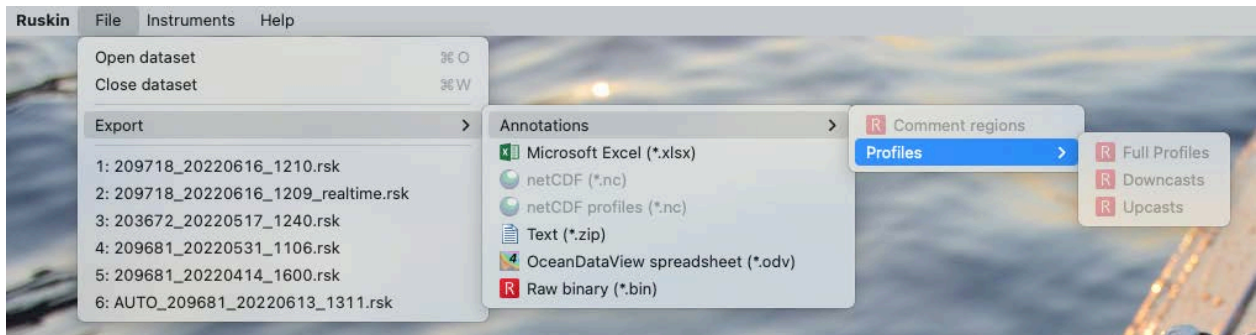 Ruskin File Instruments Help
Open dataset ⌘O
Close dataset ⌘W
Export >
1: 209718_20220616_1210.rsk
2: 209718_20220616_1209_realtime.rsk
3: 203672_20220517_1240.rsk
4: 209681_20220531_1106.rsk
5: 209681_20220414_1600.rsk
6: AUTO_209681_20220613_1311.rsk
Annotations >
Microsoft Excel (*.xlsx)
netCDF (*.nc)
netCDF profiles (*.nc)
Text (*.zip)
OceanDataView spreadsheet (*.odv)
R Raw binary (*.bin)
R Comment regions
Profiles >
R Full Profiles
R Downcasts
R Upcasts